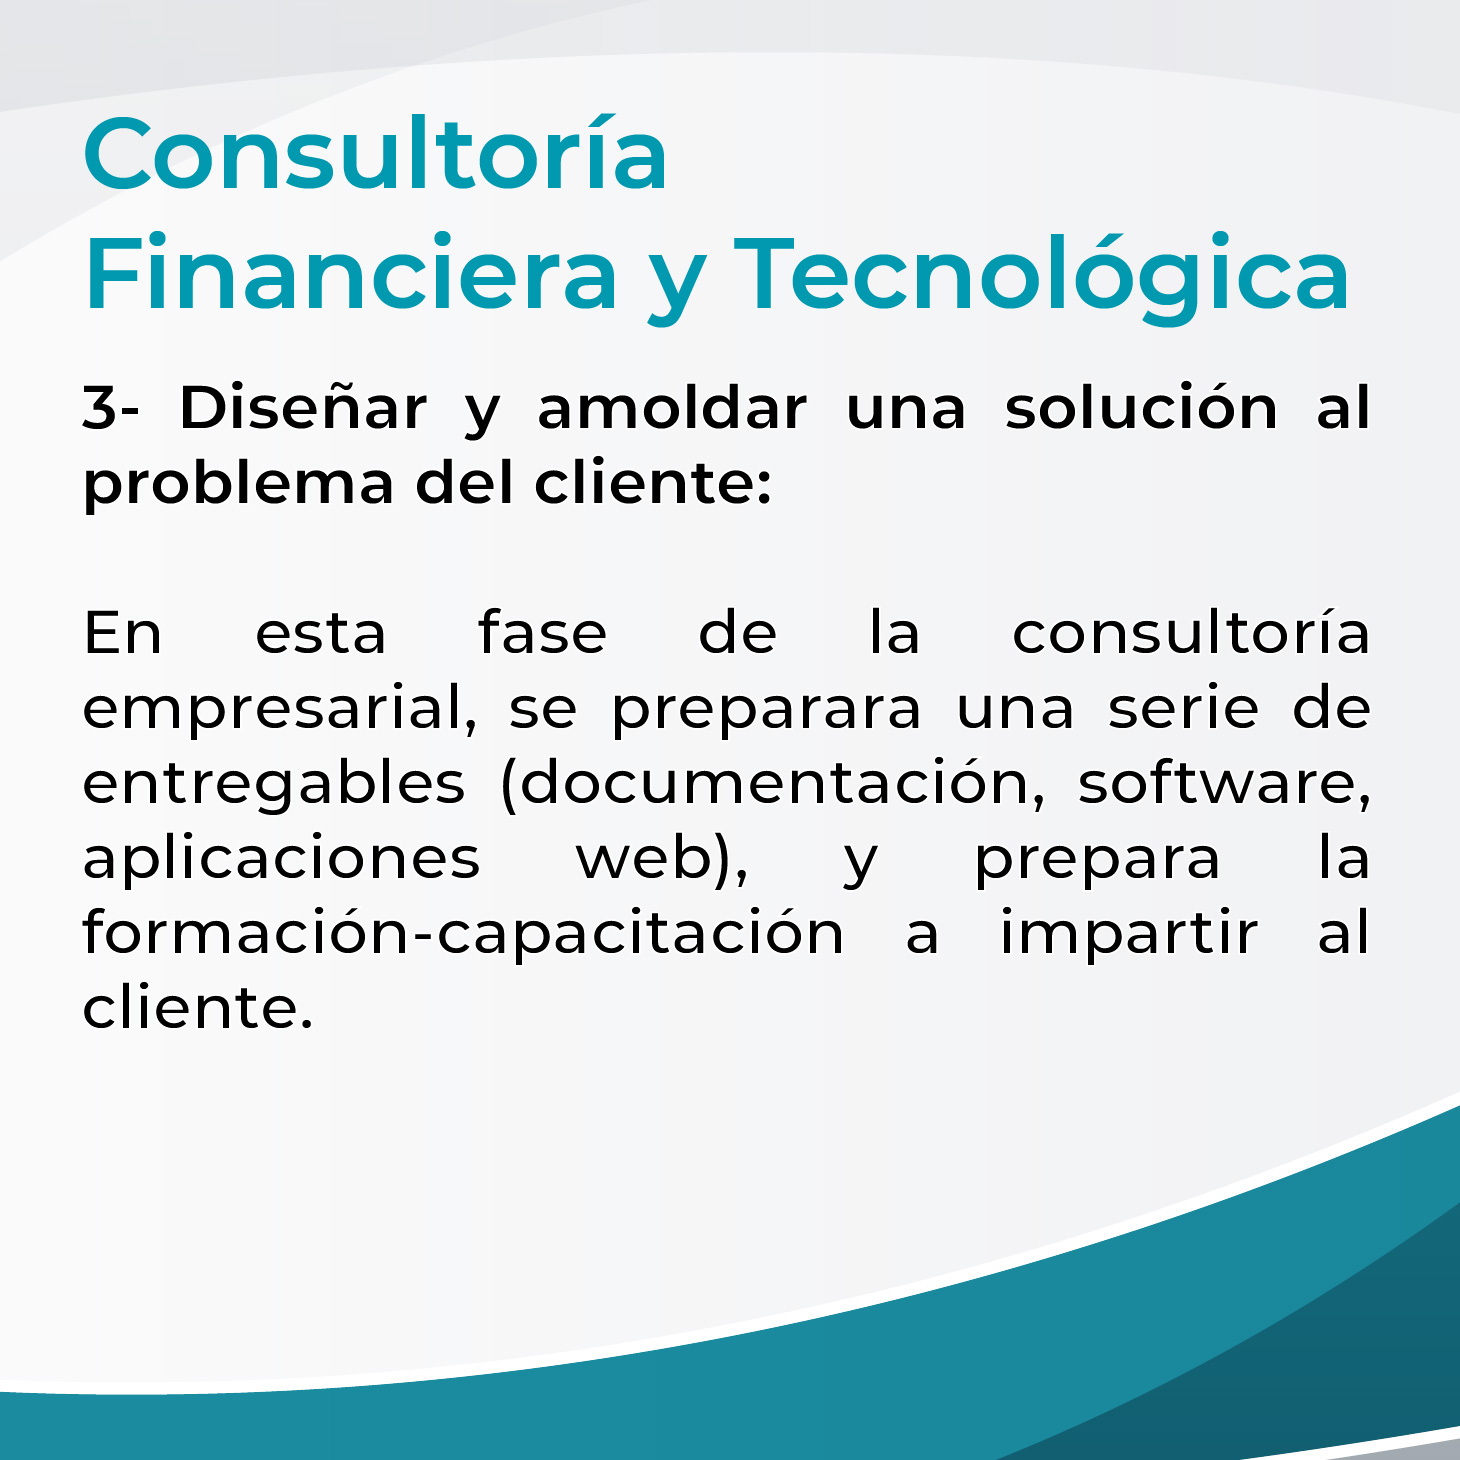 Consultoría
Financiera y Tecnológica
3- Diseñar y amoldar una solución al
problema del cliente:
En esta fase de la consultoría
empresarial, se preparara una serie de
entregables (documentación, software,
aplicaciones web), y prepara la
formación-capacitación a impartir al
cliente.